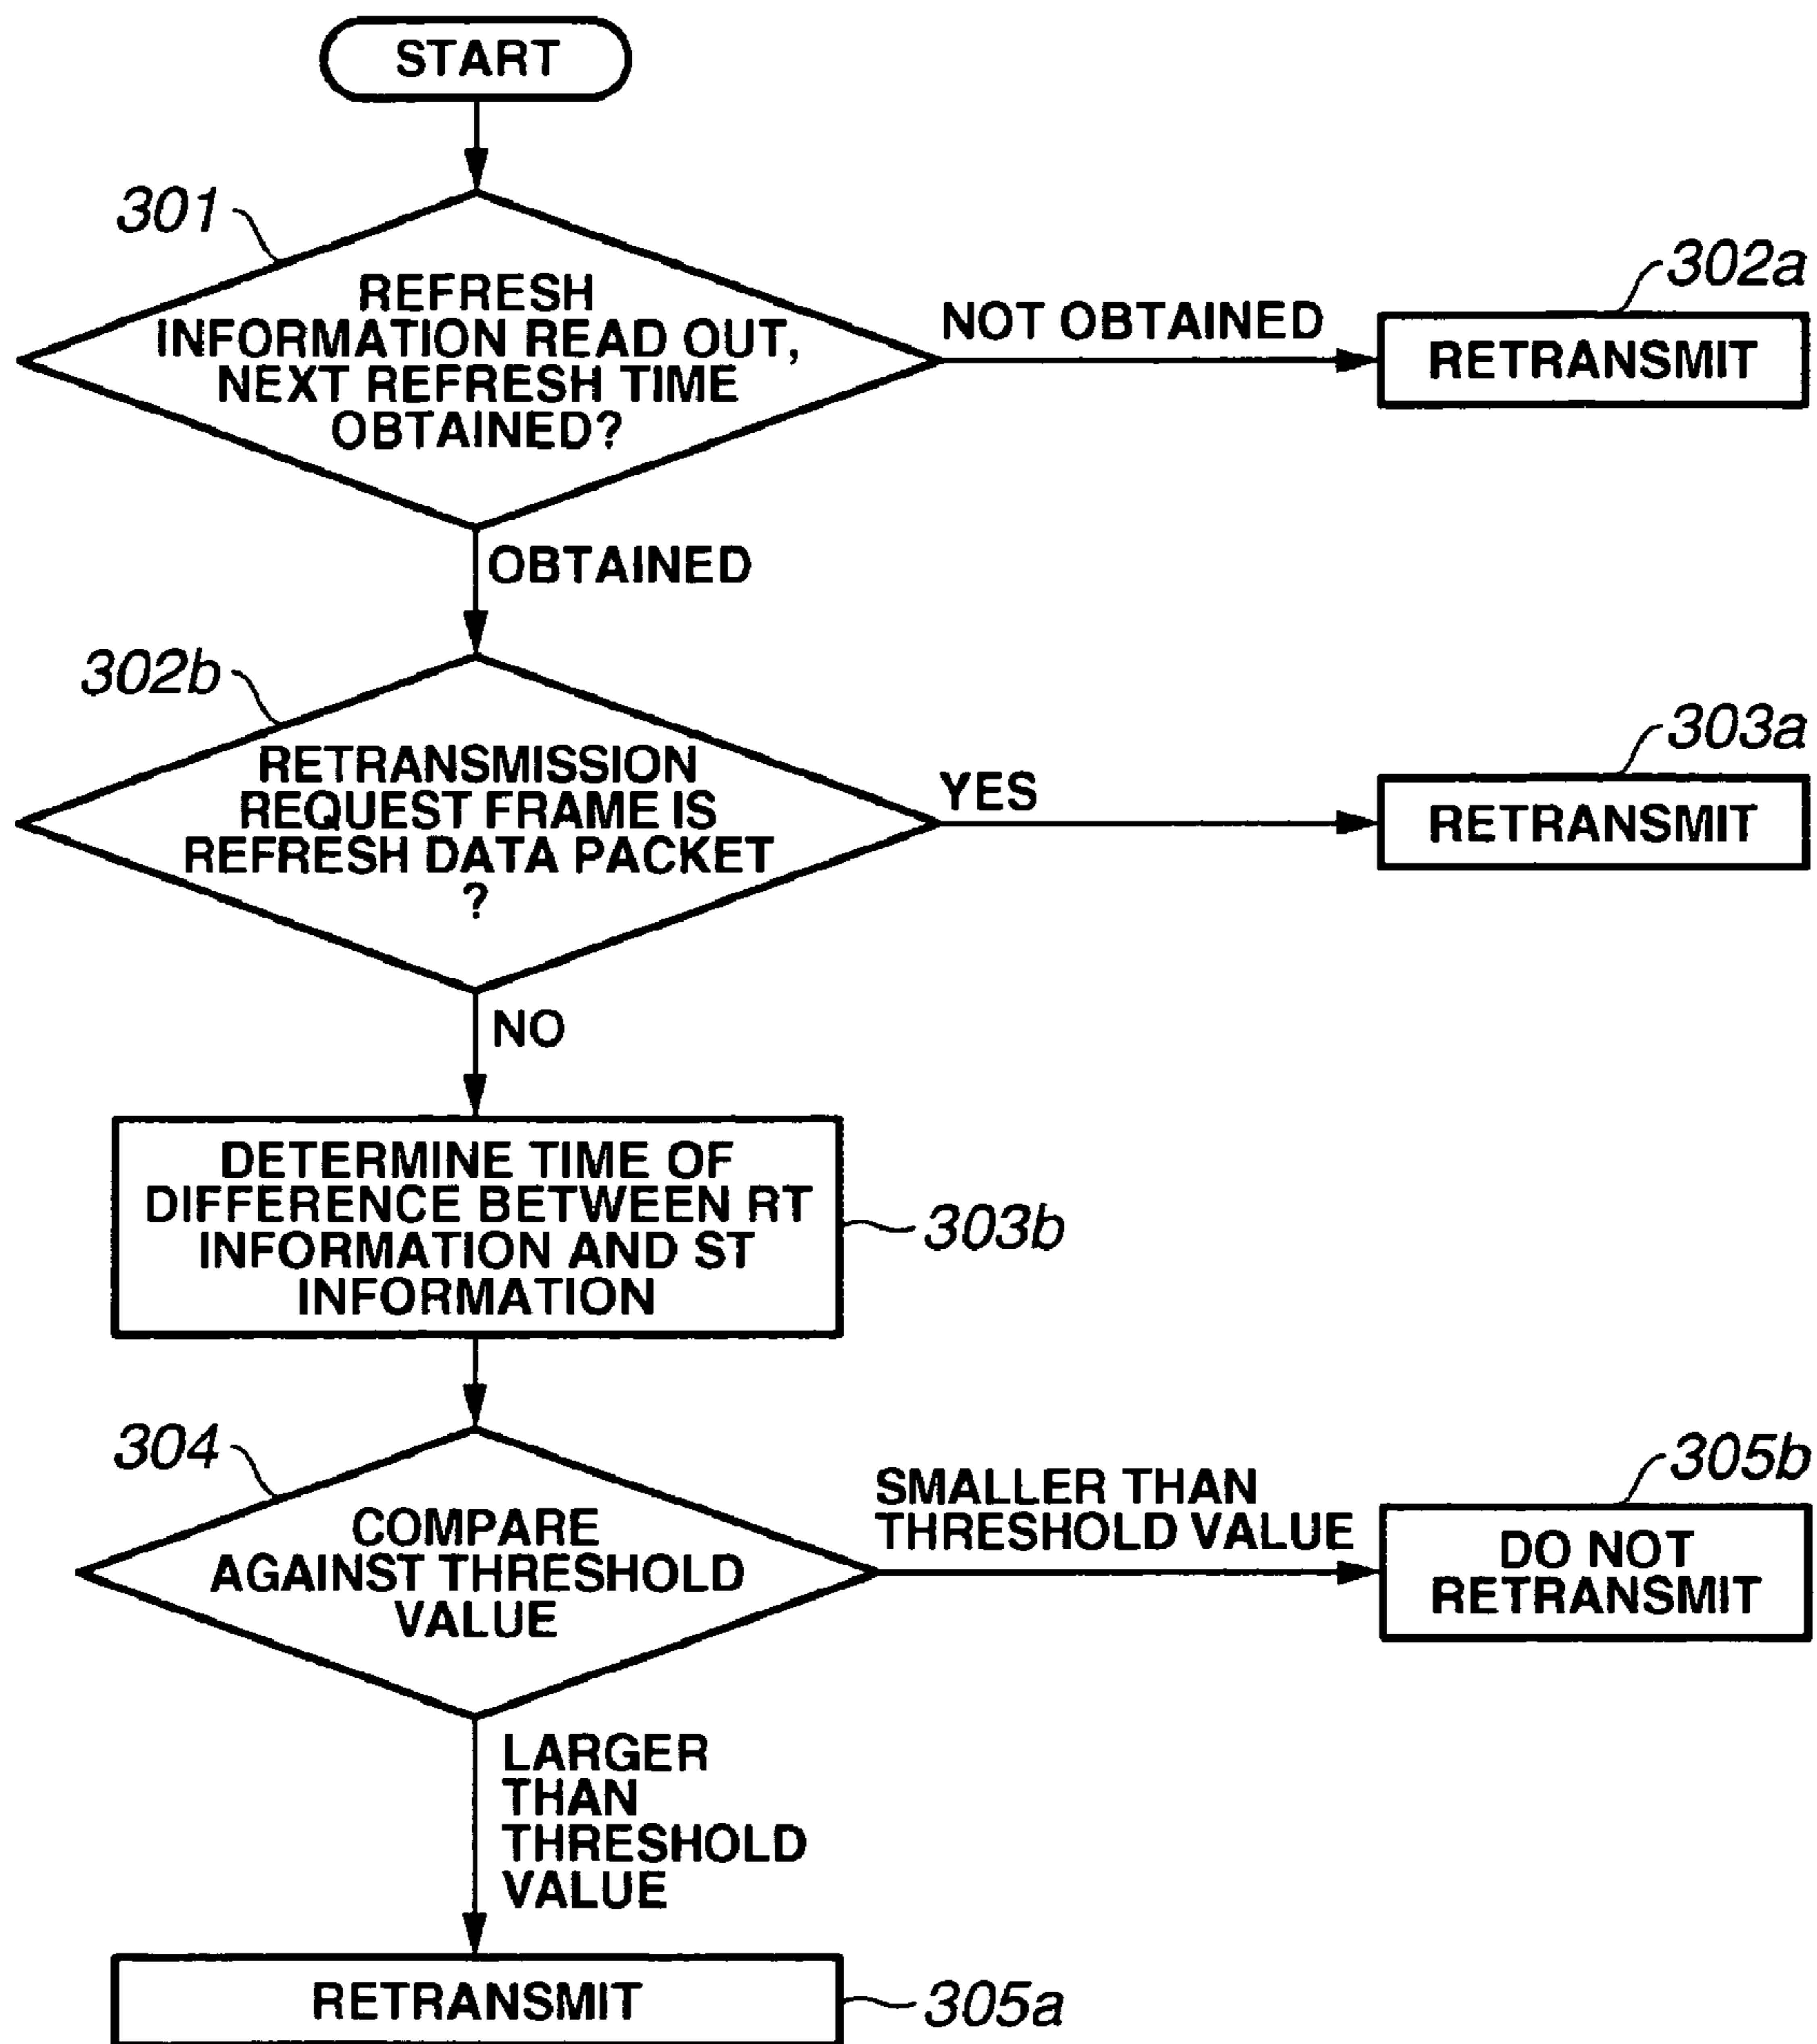 START
301
REFRESH
INFORMATION READ OUT,
NEXT REFRESH TIME
OBTAINED?
NOT OBTAINED
302a
RETRANSMIT
OBTAINED
302b
RETRANSMISSION
REQUEST FRAME IS
REFRESH DATA PACKET
?
YES
303a
RETRANSMIT
NO
DETERMINE TIME OF
DIFFERENCE BETWEEN RT
INFORMATION AND ST
INFORMATION
303b
304
COMPARE
AGAINST THRESHOLD
VALUE
SMALLER THAN
THRESHOLD VALUE
305b
DO NOT
RETRANSMIT
LARGER
THAN
THRESHOLD
VALUE
RETRANSMIT
305a